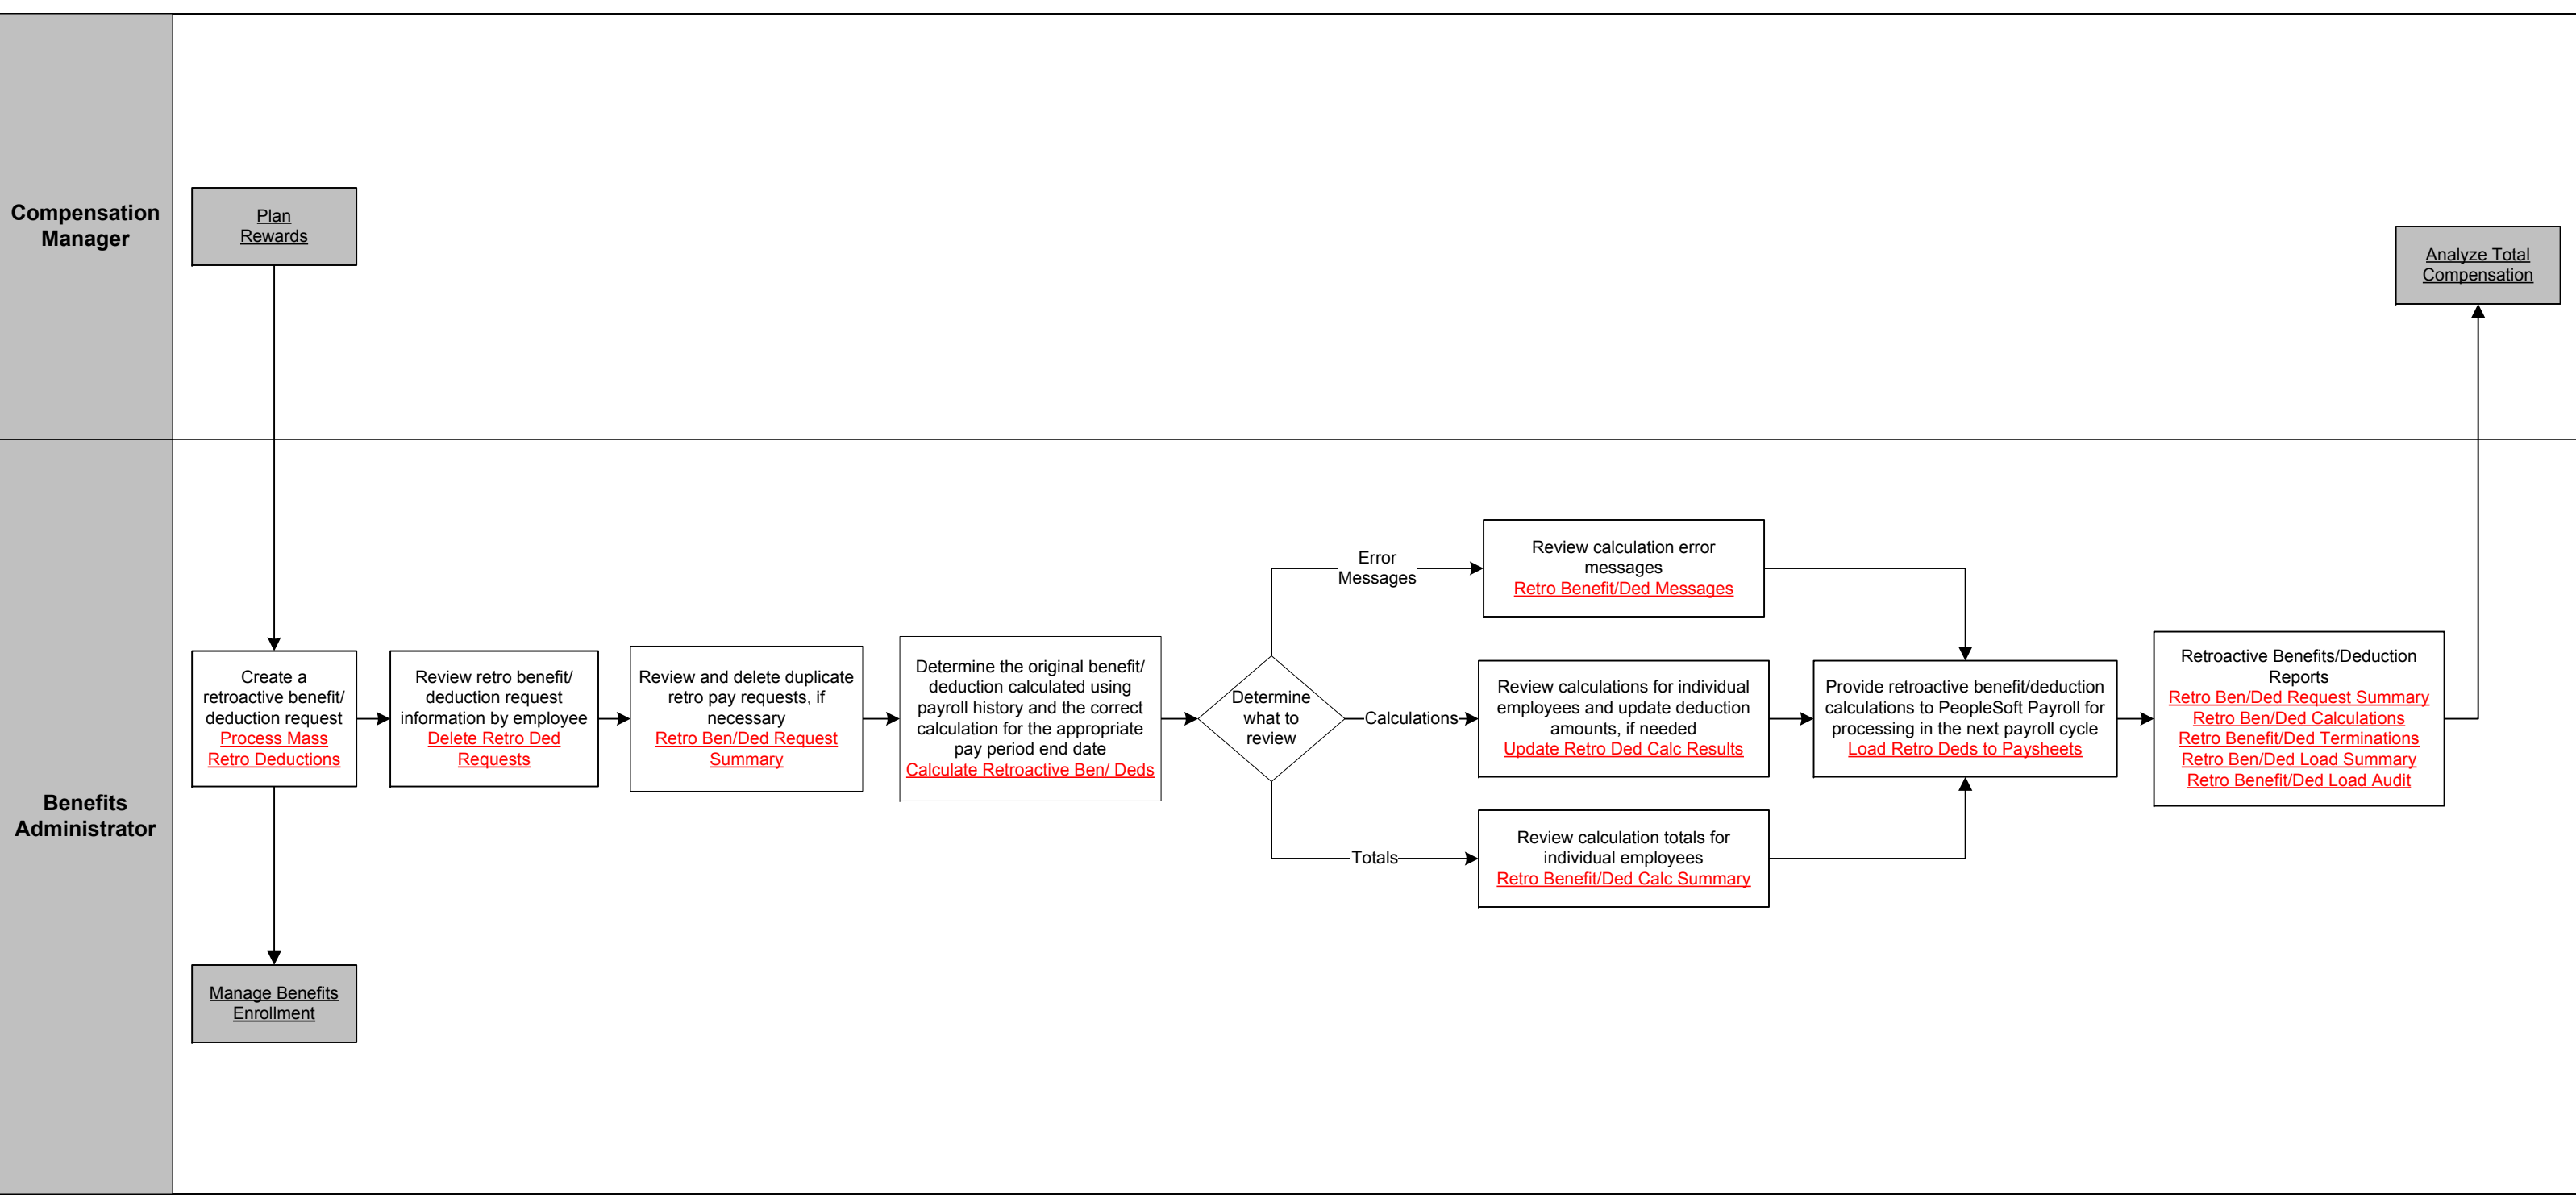 Compensation
Manager
Plan
Rewards
Analyze Total
Compensation
Benefits
Administrator
Create a
retroactive benefit/
deduction request
Process Mass
Retro Deductions
Review retro benefit/
deduction request
information by employee
Delete Retro Ded
Requests
Review and delete duplicate
retro pay requests, if
necessary
Retro Ben/Ded Request
Summary
Determine the original benefit/
deduction calculated using
payroll history and the correct
calculation for the appropriate
pay period end date
Calculate Retroactive Ben/ Deds
Determine
what to
review
Error
Messages
Review calculation error
messages
Retro Benefit/Ded Messages
Calculations
Review calculations for individual
employees and update deduction
amounts, if needed
Update Retro Ded Calc Results
Totals
Review calculation totals for
individual employees
Retro Benefit/Ded Calc Summary
Provide retroactive benefit/deduction
calculations to PeopleSoft Payroll for
processing in the next payroll cycle
Load Retro Deds to Paysheets
Retroactive Benefits/Deduction
Reports
Retro Ben/Ded Request Summary
Retro Ben/Ded Calculations
Retro Benefit/Ded Terminations
Retro Ben/Ded Load Summary
Retro Benefit/Ded Load Audit
Manage Benefits
Enrollment